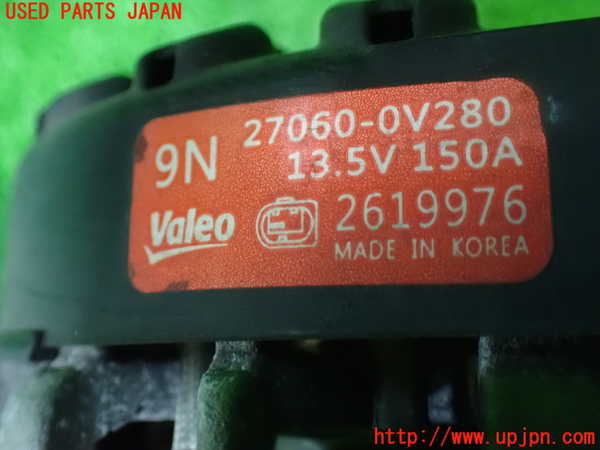 USED PARTS JAPAN
9N 27060-0V280
13.5V 150A
Valeo 2619976
MADE IN KOREA
http://www.upjpn.com